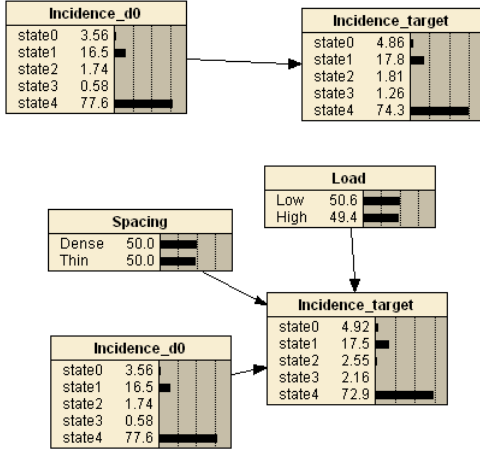 Incidence_d0
state0 3.56
state1 16.5
state2 1.74
state3 0.58
state4 77.6
Incidence_target
state0 4.86
state1 17.8
state2 1.81
state3 1.26
state4 74.3
Load
Low 50.6
High 49.4
Spacing
Dense 50.0
Thin 50.0
Incidence_target
state0 4.92
state1 17.5
state2 2.55
state3 2.16
state4 72.9
Incidence_d0
state0 3.56
state1 16.5
state2 1.74
state3 0.58
state4 77.6